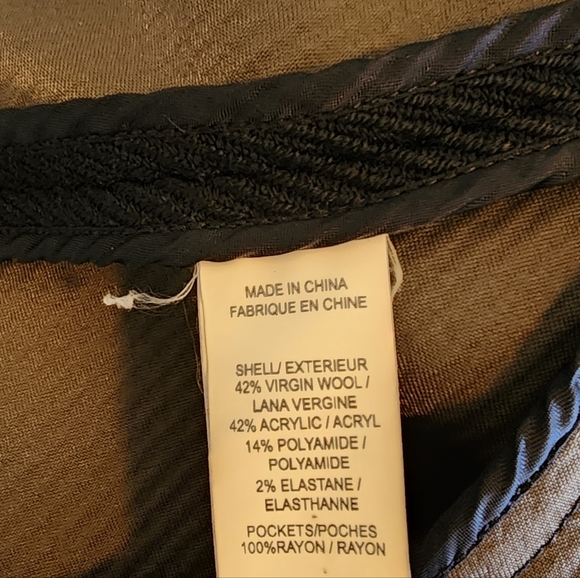 MADE IN CHINA
FABRIQUE EN CHINE
SHELL/ EXTERIEUR
42% VIRGIN WOOL /
LANA VERGINE
42% ACRYLIC / ACRYL
14% POLYAMIDE /
POLYAMIDE
2% ELASTANE /
ELASTHANNE
POCKETS/POCHES
100%RAYON / RAYON